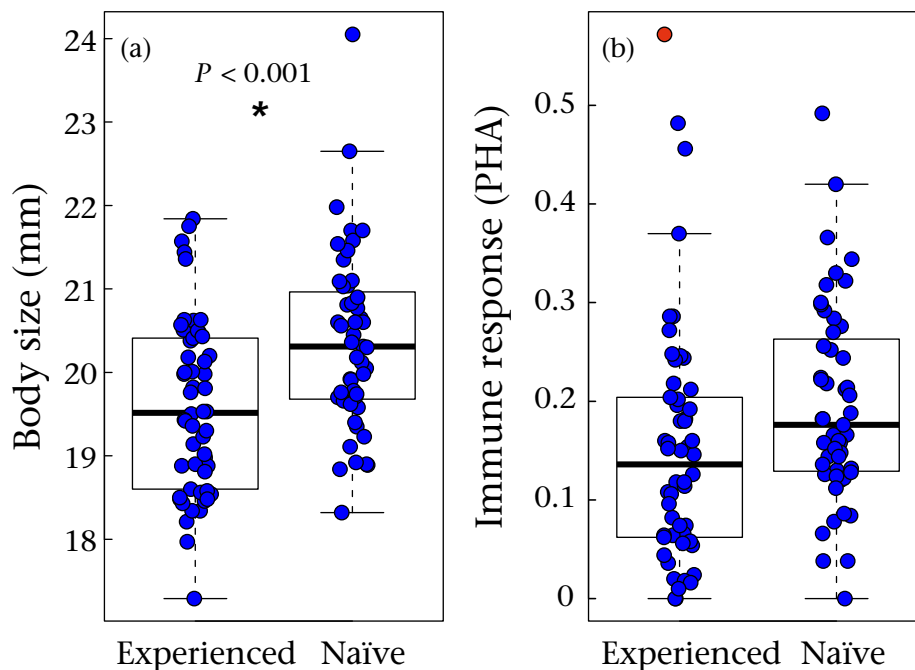 (a)
P < 0.001
*
Body size (mm)
24
23
22
21
20
19
18
Experienced Naïve
(b)
Immune response (PHA)
0.5
0.4
0.3
0.2
0.1
0
Experienced Naïve